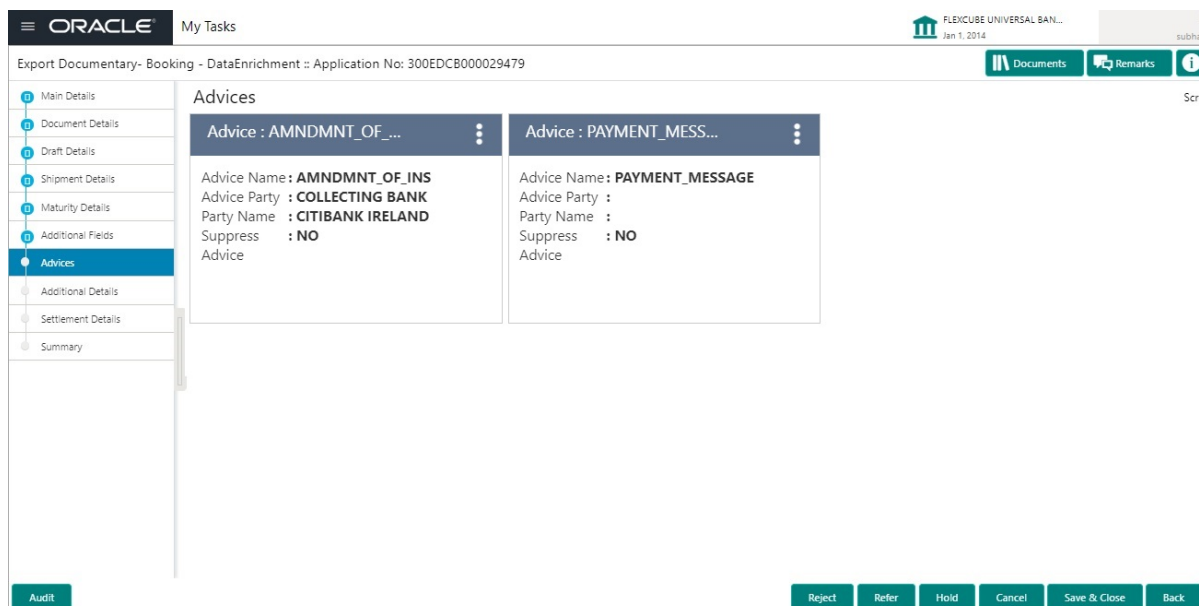 ORACLE
My Tasks
FLEXCUBE UNIVERSAL BAN...
Jan 1, 2014
subha
Export Documentary- Booking - DataEnrichment :: Application No: 300EDCB000029479
Documents
Remarks
Main Details
Document Details
Draft Details
Shipment Details
Maturity Details
Additional Fields
Advices
Additional Details
Settlement Details
Summary
Advices
Scr
Advice : AMNDMNT_OF_...
Advice Name : AMNDMNT_OF_INS
Advice Party : COLLECTING BANK
Party Name : CITIBANK IRELAND
Suppress : NO
Advice
Advice : PAYMENT_MESS...
Advice Name : PAYMENT_MESSAGE
Advice Party :
Party Name :
Suppress : NO
Advice
Audit
Reject
Refer
Hold
Cancel
Save & Close
Back